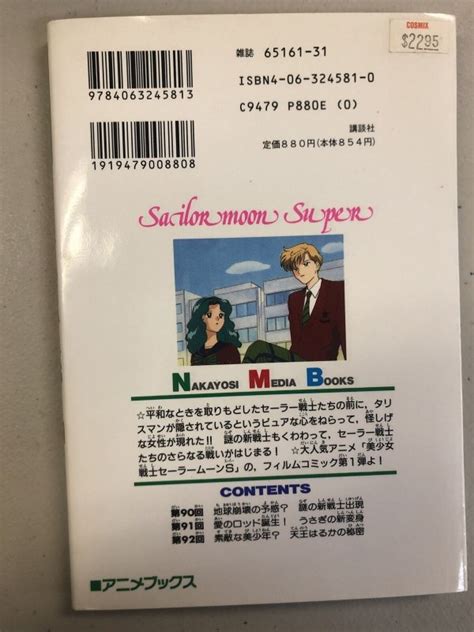 COSMIX
$2295
雑誌 65161-31
ISBN4-06-324581-0
C9479 P880E (0)
講談社
定価880円(本体854円)
9784063245813
1919479008808
Sailor moon Super
NAKAYOSI MEDIA BOOKS
☆平和なときを取りもどしたセーラー戦士たちの前に,タリ
スマンが隠されているというピュアな心をねらって,怪しげ
な女性が現れた!! 謎の新戦士もくわわって,セーラー戦士
たちのさらなる戦いがはじまる! ☆大人気アニメ「美少女
戦士セーラームーンS」の,フィルムコミック第1弾よ!
CONTENTS
第90回 地球崩壊の予感? 謎の新戦士出現
第91回 愛のロッド誕生! うさぎの新変身
第92回 素敵な美少年? 天王はるかの秘密
アニメブックス